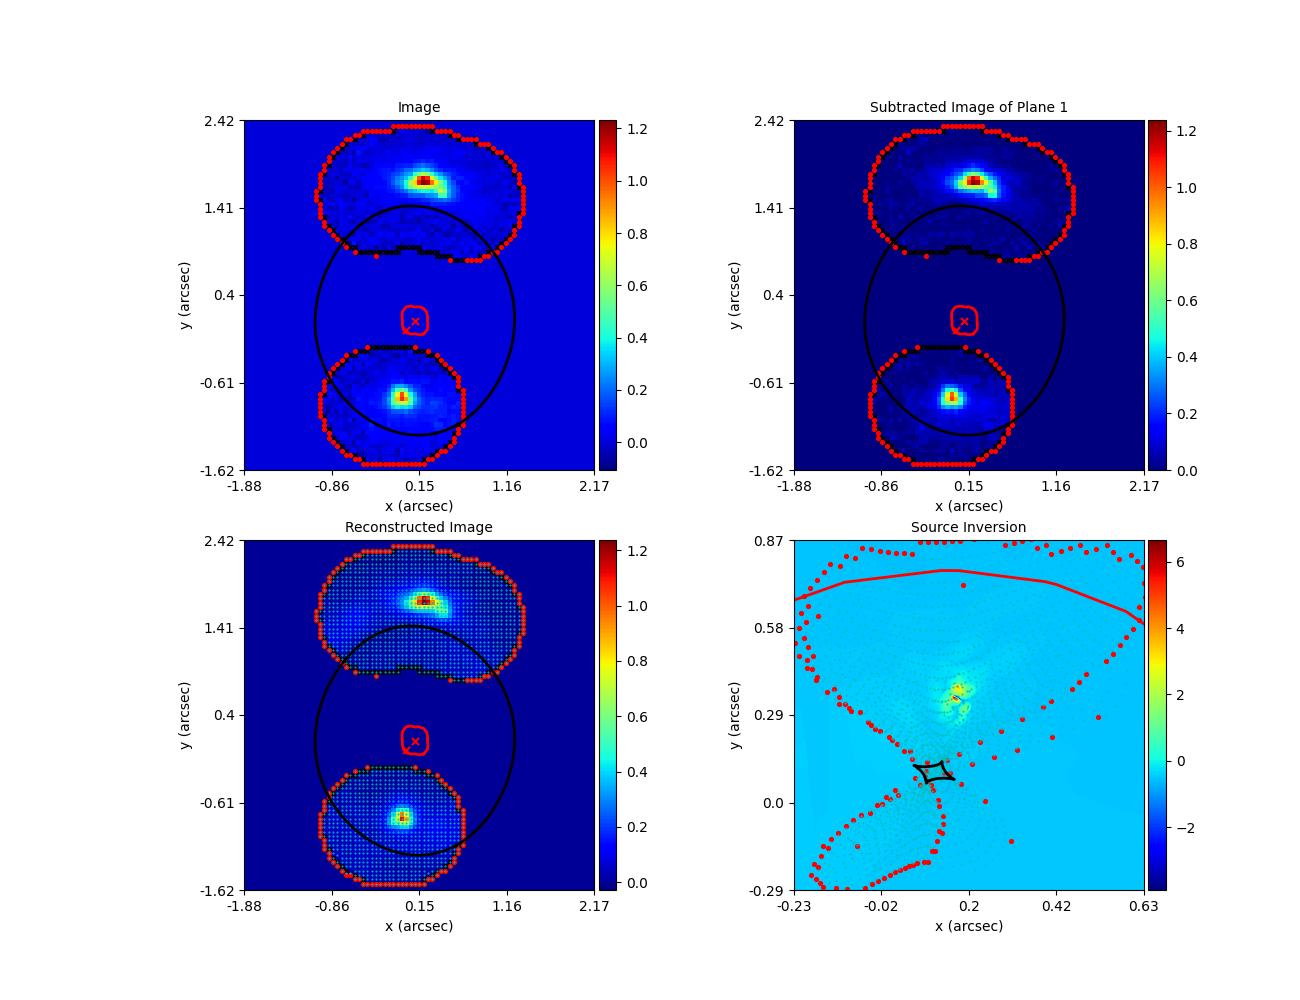 Image
2.42
1.41
0.4
-0.61
-1.62
y (arcsec)
-1.88 -0.86 0.15 1.16 2.17
x (arcsec)
1.2
1.0
0.8
0.6
0.4
0.2
0.0
Subtracted Image of Plane 1
2.42
1.41
0.4
-0.61
-1.62
y (arcsec)
-1.88 -0.86 0.15 1.16 2.17
x (arcsec)
1.2
1.0
0.8
0.6
0.4
0.2
0.0
Reconstructed Image
2.42
1.41
0.4
-0.61
-1.62
y (arcsec)
-1.88 -0.86 0.15 1.16 2.17
x (arcsec)
1.2
1.0
0.8
0.6
0.4
0.2
0.0
Source Inversion
0.87
0.58
0.29
0.0
-0.29
y (arcsec)
-0.23 -0.02 0.2 0.42 0.63
x (arcsec)
6
4
2
0
−2